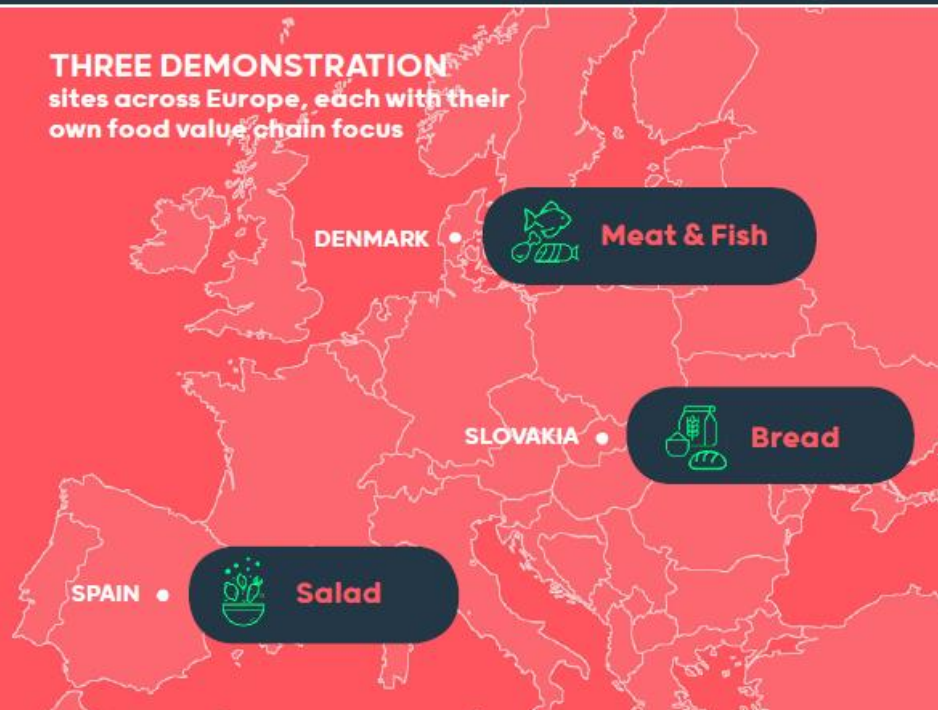 THREE DEMONSTRATION
sites across Europe, each with their
own food value chain focus
DENMARK
Meat & Fish
SLOVAKIA
Bread
SPAIN
Salad